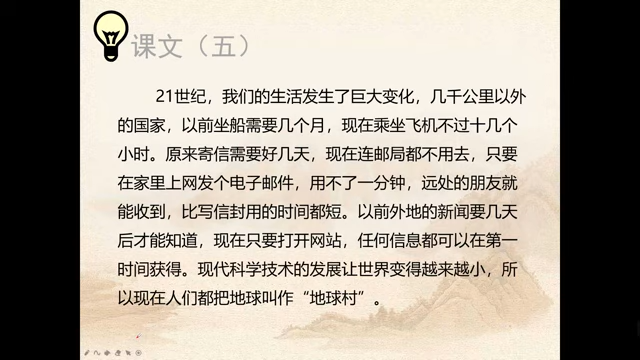 课文（五）
21世纪，我们的生活发生了巨大变化，几千公里以外
的国家，以前坐船需要几个月，现在乘坐飞机不过十几个
小时。原来寄信需要好几天，现在连邮局都不用去，只要
在家里上网发个电子邮件，用不了一分钟，远处的朋友就
能收到，比写信封用的时间都短。以前外地的新闻要几天
后才能知道，现在只要打开网站，任何信息都可以在第一
时间获得。现代科学技术的发展让世界变得越来越小，所
以现在人们都把地球叫作“地球村”。